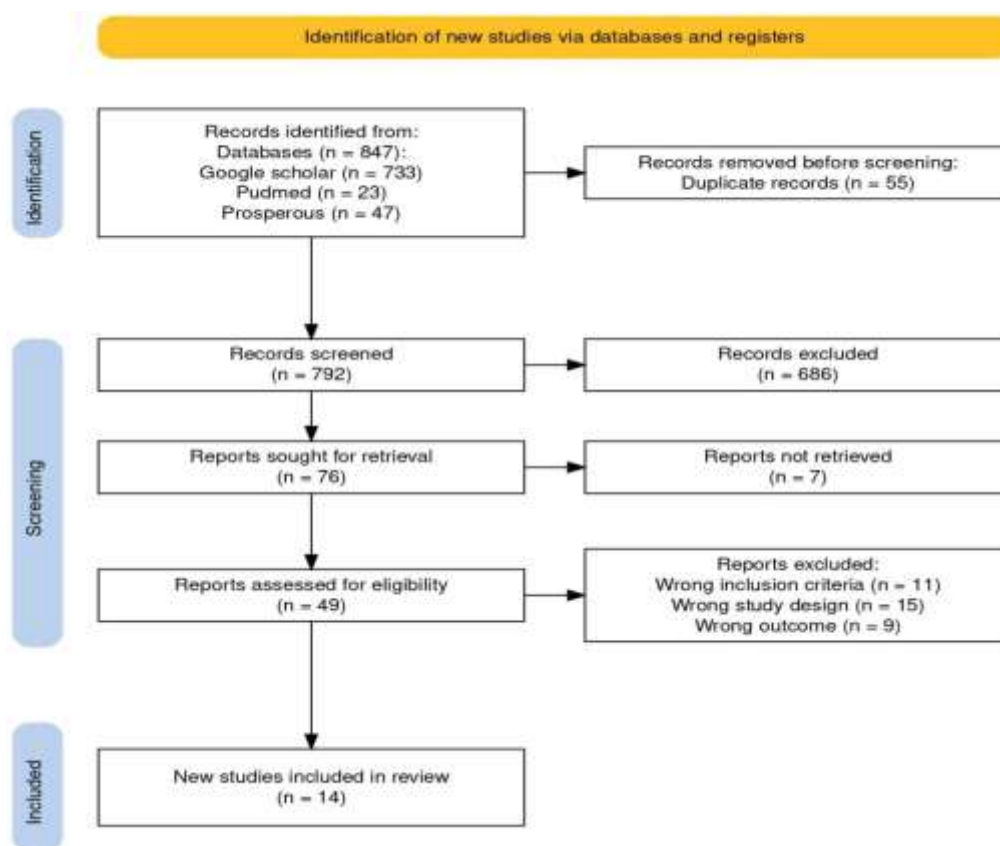 Identification of new studies via databases and registers
Identification
Records identified from:
Databases (n = 847):
Google scholar (n = 733)
Pudmed (n = 23)
Prosperous (n = 47)
Records removed before screening:
Duplicate records (n = 55)
Screening
Records screened
(n = 792)
Records excluded
(n = 686)
Reports sought for retrieval
(n = 76)
Reports not retrieved
(n = 7)
Reports assessed for eligibility
(n = 49)
Reports excluded:
Wrong inclusion criteria (n = 11)
Wrong study design (n = 15)
Wrong outcome (n = 9)
Included
New studies included in review
(n = 14)